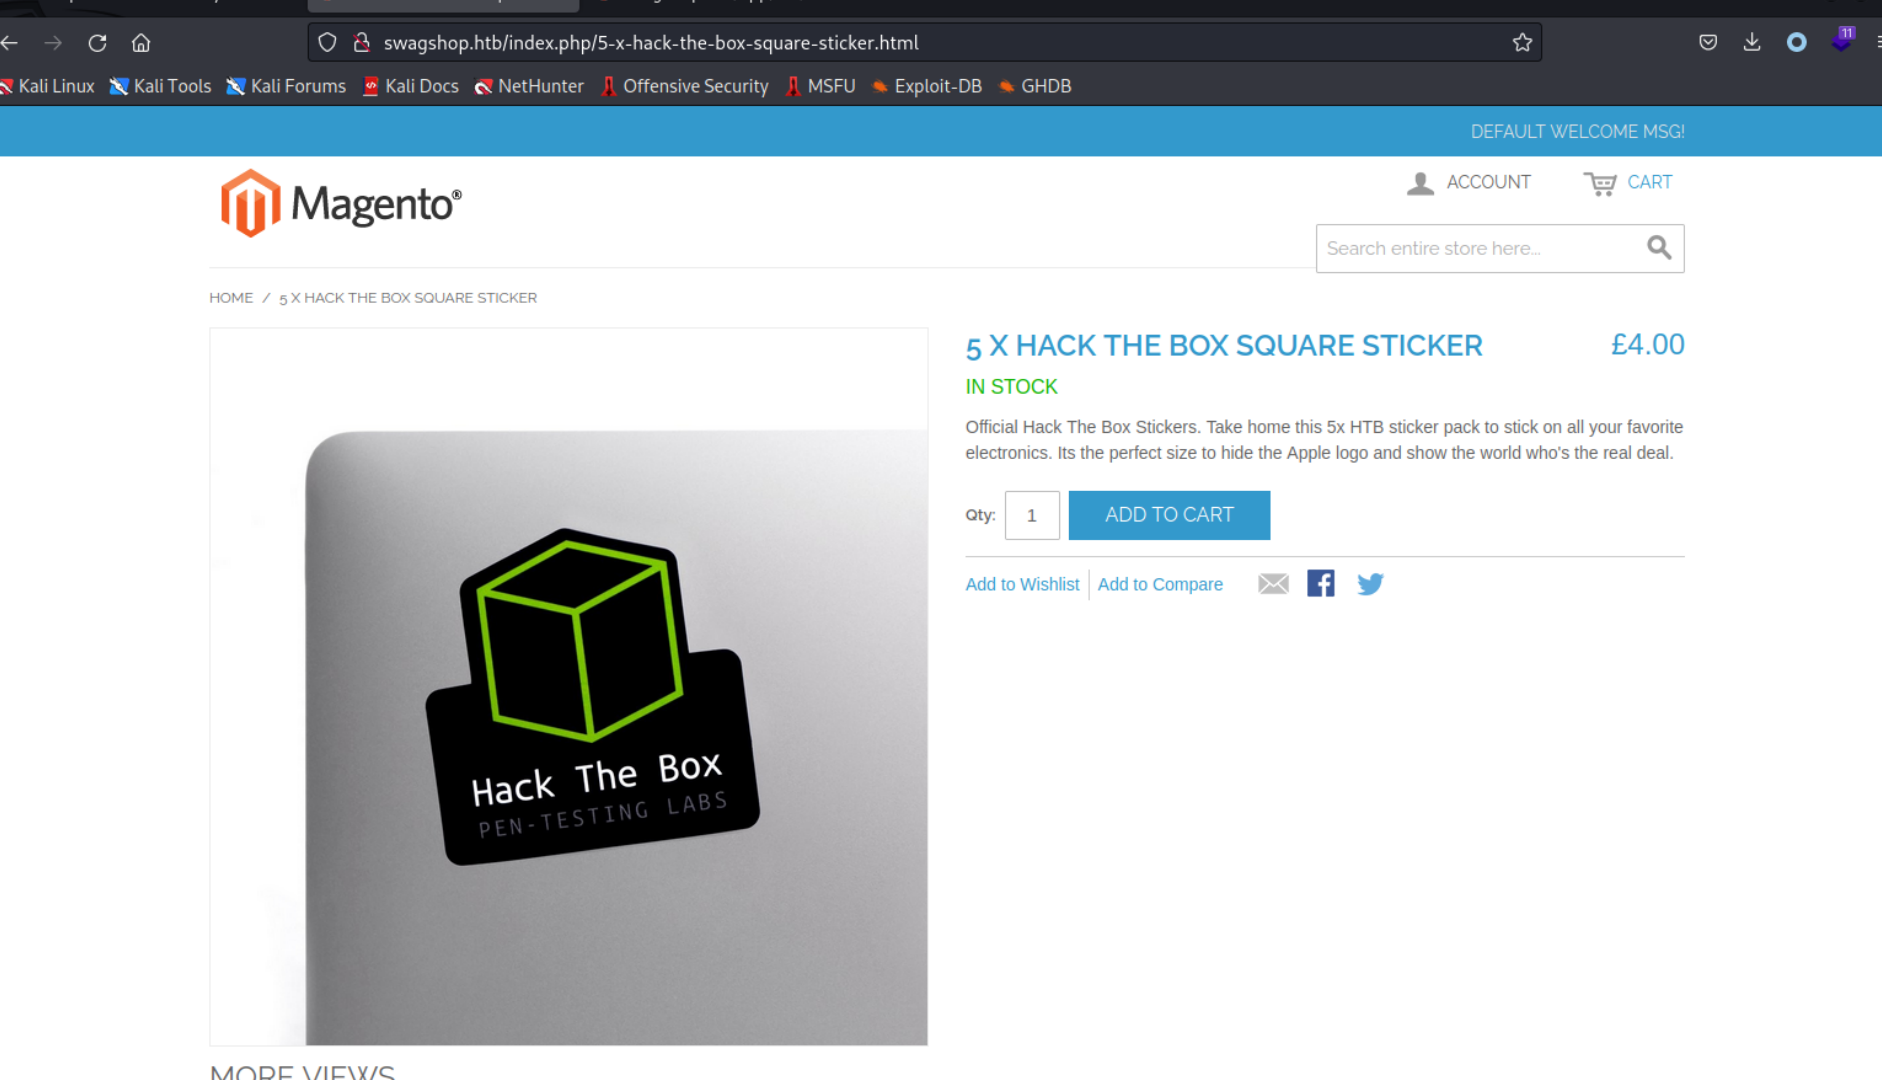 swagshop.htb/index.php/5-x-hack-the-box-square-sticker.html
11
Kali Linux Kali Tools Kali Forums Kali Docs NetHunter Offensive Security MSFU Exploit-DB GHDB
DEFAULT WELCOME MSG!
Magento®
ACCOUNT CART
Search entire store here...
HOME / 5 X HACK THE BOX SQUARE STICKER
5 X HACK THE BOX SQUARE STICKER £4.00
IN STOCK
Official Hack The Box Stickers. Take home this 5x HTB sticker pack to stick on all your favorite
electronics. Its the perfect size to hide the Apple logo and show the world who's the real deal.
Qty: 1 ADD TO CART
Add to Wishlist Add to Compare
Hack The Box
PEN-TESTING LABS
MORE VIEWS